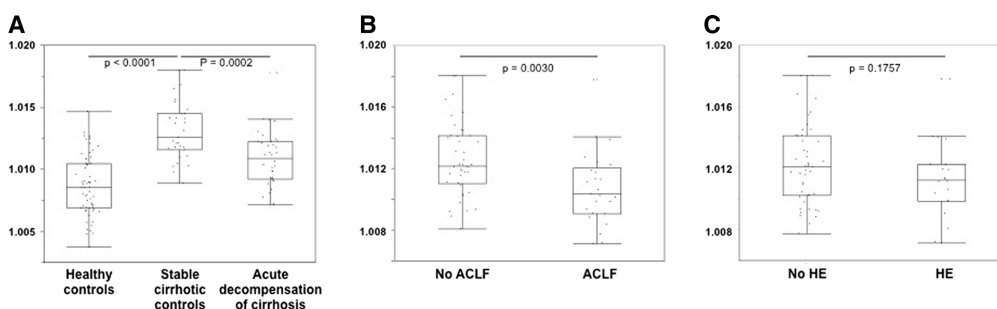 A
1.020
1.015
1.010
1.005
p < 0.0001
P = 0.0002
Healthy
controls
Stable
cirrhotic
controls
Acute
decompensation
of cirrhosis
B
1.020
1.016
1.012
1.008
p = 0.0030
No ACLF
ACLF
C
1.020
1.016
1.012
1.008
p = 0.1757
No HE
HE